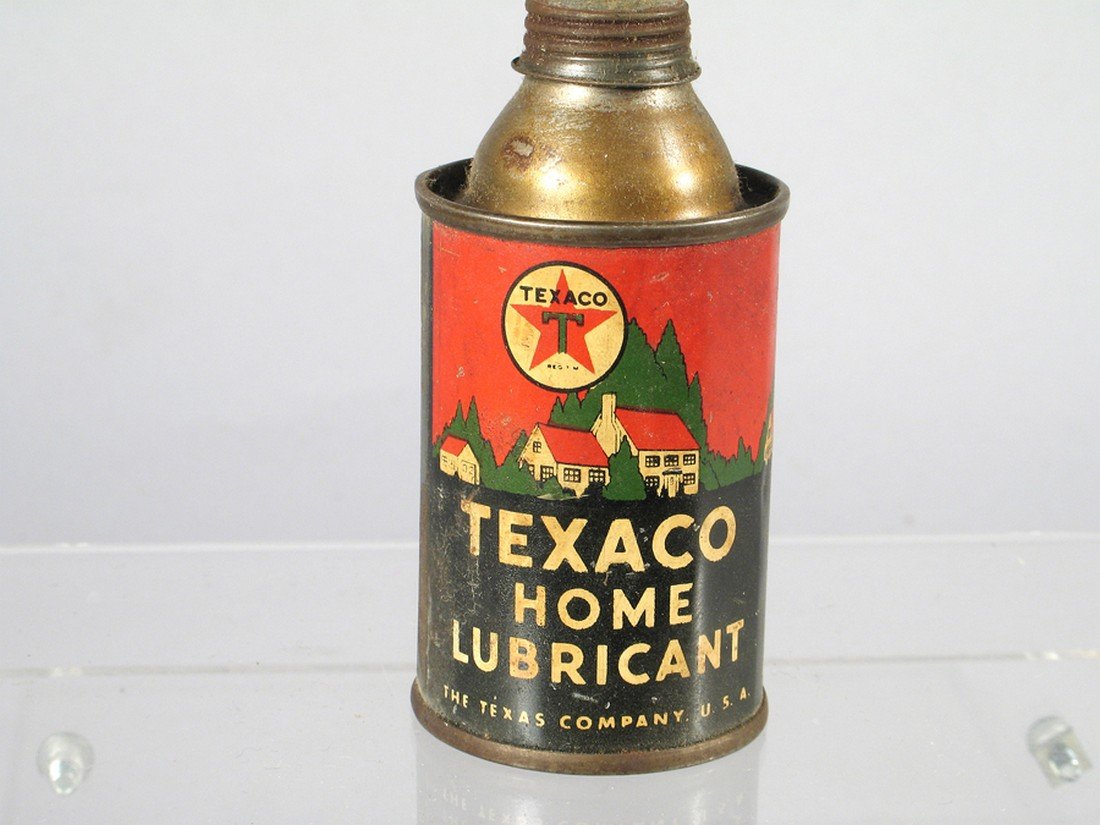 TEXACO
T
REG T M
TEXACO
HOME
LUBRICANT
THE TEXAS COMPANY, U. S. A.